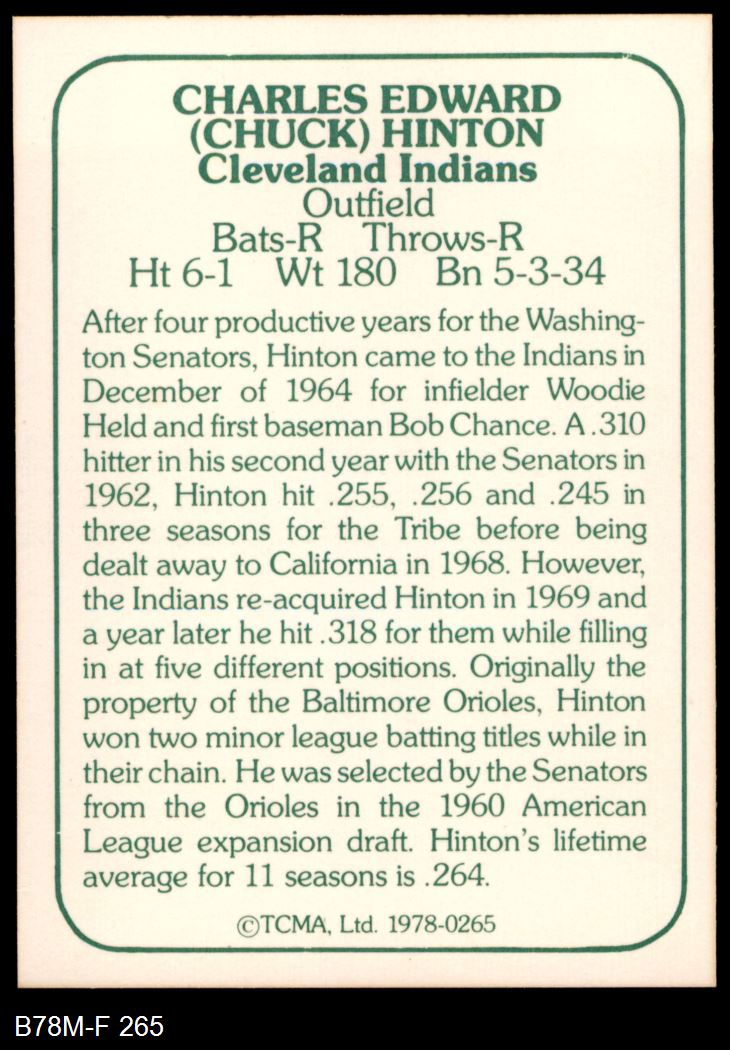 CHARLES EDWARD
(CHUCK) HINTON
Cleveland Indians
Outfield
Bats-R Throws-R
Ht 6-1 Wt 180 Bn 5-3-34
After four productive years for the Washing-
ton Senators, Hinton came to the Indians in
December of 1964 for infielder Woodie
Held and first baseman Bob Chance. A .310
hitter in his second year with the Senators in
1962, Hinton hit .255, .256 and .245 in
three seasons for the Tribe before being
dealt away to California in 1968. However,
the Indians re-acquired Hinton in 1969 and
a year later he hit .318 for them while filling
in at five different positions. Originally the
property of the Baltimore Orioles, Hinton
won two minor league batting titles while in
their chain. He was selected by the Senators
from the Orioles in the 1960 American
League expansion draft. Hinton's lifetime
average for 11 seasons is .264.
©TCMA, Ltd. 1978-0265
B78M-F 265